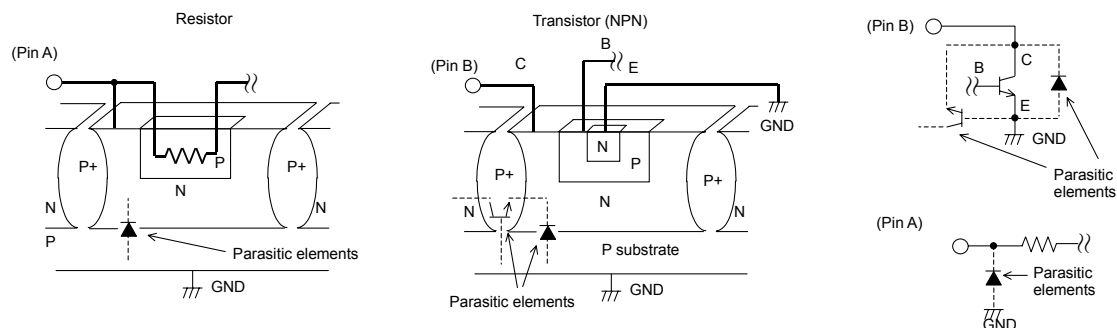 Resistor
(Pin A)
P+
P
P+
N
N
N
P
Parasitic elements
GND
Transistor (NPN)
B
(Pin B)
C
E
GND
N
P
P+
P+
N
N
N
P substrate
Parasitic elements
GND
(Pin B)
B
C
E
GND
Parasitic
elements
(Pin A)
Parasitic
elements
GND